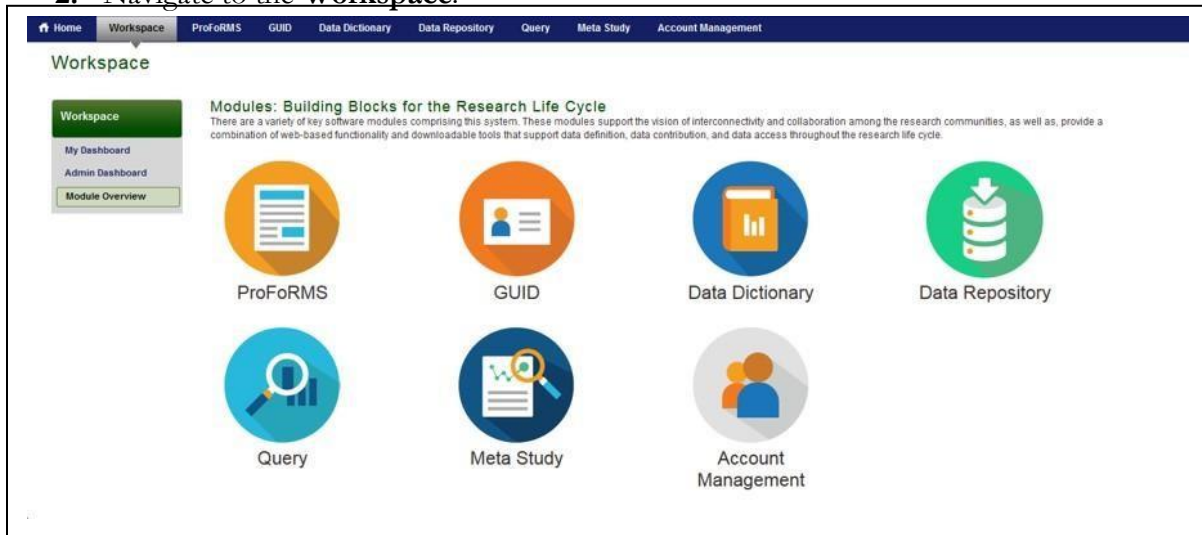 2. Navigate to the Workspace.
Home Workspace ProFoRMS GUID Data Dictionary Data Repository Query Meta Study Account Management
Workspace
Workspace
My Dashboard
Admin Dashboard
Module Overview
Modules: Building Blocks for the Research Life Cycle
There are a variety of key software modules comprising this system. These modules support the vision of interconnectivity and collaboration among the research communities, as well as, provide a
combination of web-based functionality and downloadable tools that support data definition, data contribution, and data access throughout the research life cycle.
ProFoRMS GUID Data Dictionary Data Repository
Query Meta Study Account
Management